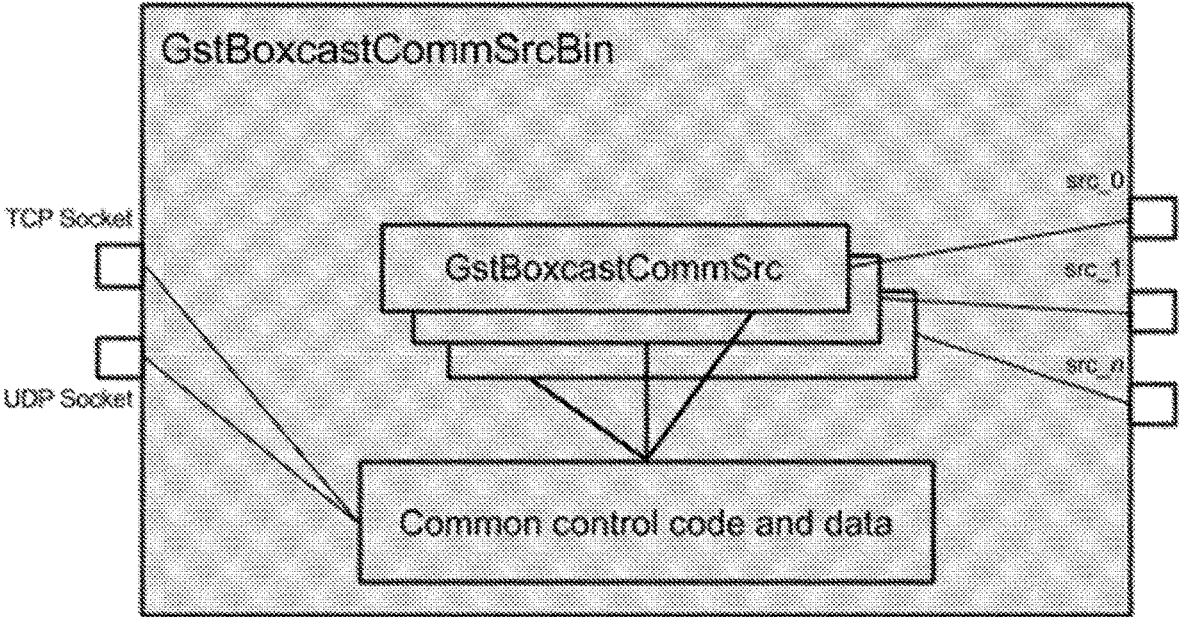 GstBoxcastCommSrcBin
src_0
TCP Socket
GstBoxcastCommSrc
src_1
src_n
UDP Socket
Common control code and data